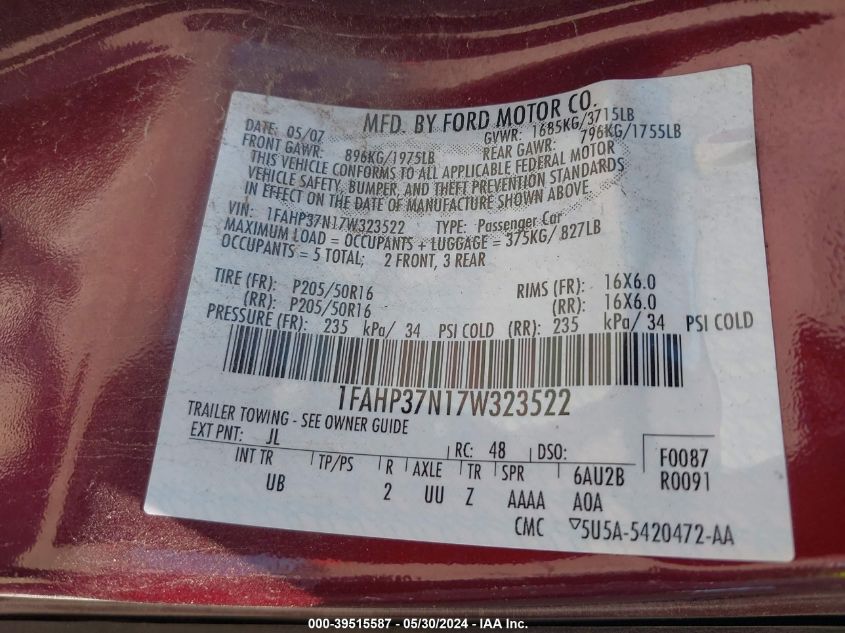 MFD. BY FORD MOTOR CO.
DATE: 05/07 GVWR: 1685KG/3715LB
FRONT GAWR: 896KG/1975LB REAR GAWR: 796KG/1755LB
THIS VEHICLE CONFORMS TO ALL APPLICABLE FEDERAL MOTOR
VEHICLE SAFETY, BUMPER, AND THEFT PREVENTION STANDARDS
IN EFFECT ON THE DATE OF MANUFACTURE SHOWN ABOVE.
VIN: 1FAHP37N17W323522 TYPE: Passenger Car
MAXIMUM LOAD = OCCUPANTS + LUGGAGE = 375KG/ 827LB
OCCUPANTS = 5 TOTAL; 2 FRONT, 3 REAR
TIRE (FR): P205/50R16 RIMS (FR): 16X6.0
(RR): P205/50R16 (RR): 16X6.0
PRESSURE (FR): 235 kPa/ 34 PSI COLD (RR): 235 kPa/ 34 PSI COLD
1FAHP37N17W323522
TRAILER TOWING - SEE OWNER GUIDE
EXT PNT: JL RC: 48 DSO: F0087
INT TR TP/PS R AXLE TR SPR 6AU2B R0091
UB 2 UU Z AAAA A0A
CMC 5U5A-5420472-AA
000-39515587 - 05/30/2024 - IAA Inc.